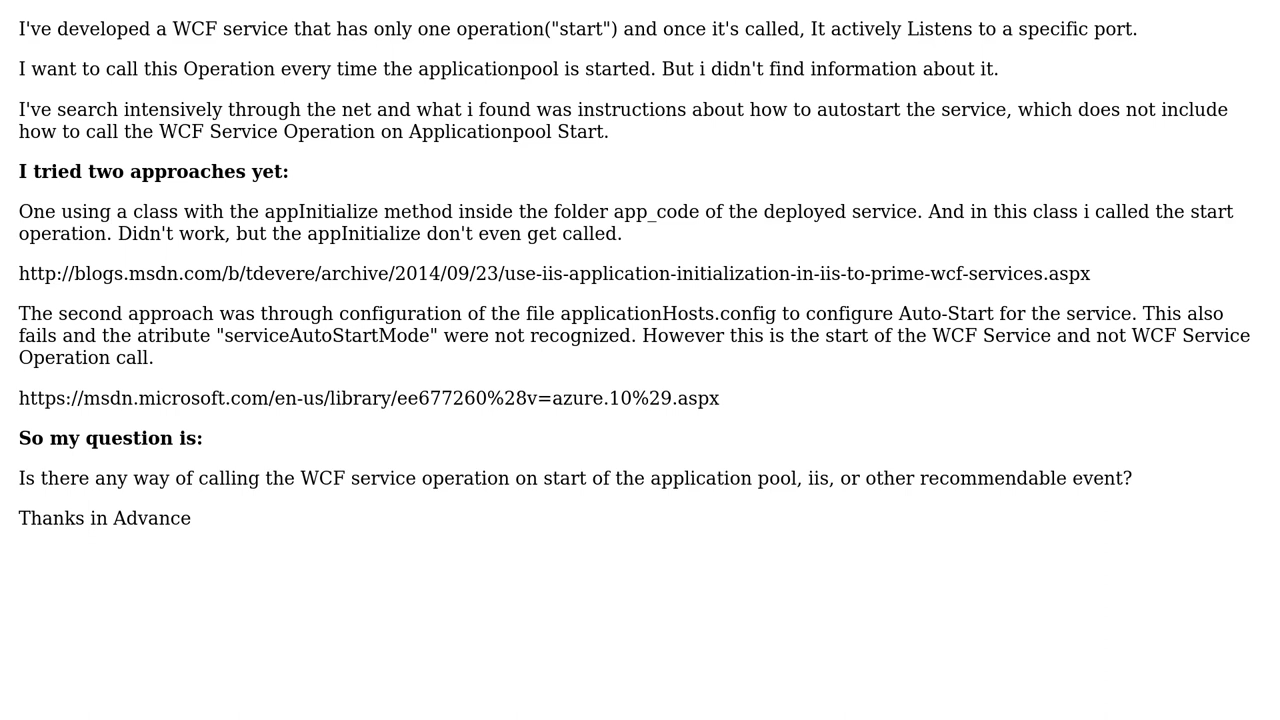 I've developed a WCF service that has only one operation("start") and once it's called, It actively Listens to a specific port.
I want to call this Operation every time the applicationpool is started. But i didn't find information about it.
I've search intensively through the net and what i found was instructions about how to autostart the service, which does not include
how to call the WCF Service Operation on Applicationpool Start.
I tried two approaches yet:
One using a class with the appInitialize method inside the folder app_code of the deployed service. And in this class i called the start
operation. Didn't work, but the appInitialize don't even get called.
http://blogs.msdn.com/b/tdevere/archive/2014/09/23/use-iis-application-initialization-in-iis-to-prime-wcf-services.aspx
The second approach was through configuration of the file applicationHosts.config to configure Auto-Start for the service. This also
fails and the atribute "serviceAutoStartMode" were not recognized. However this is the start of the WCF Service and not WCF Service
Operation call.
https://msdn.microsoft.com/en-us/library/ee677260%28v=azure.10%29.aspx
So my question is:
Is there any way of calling the WCF service operation on start of the application pool, iis, or other recommendable event?
Thanks in Advance